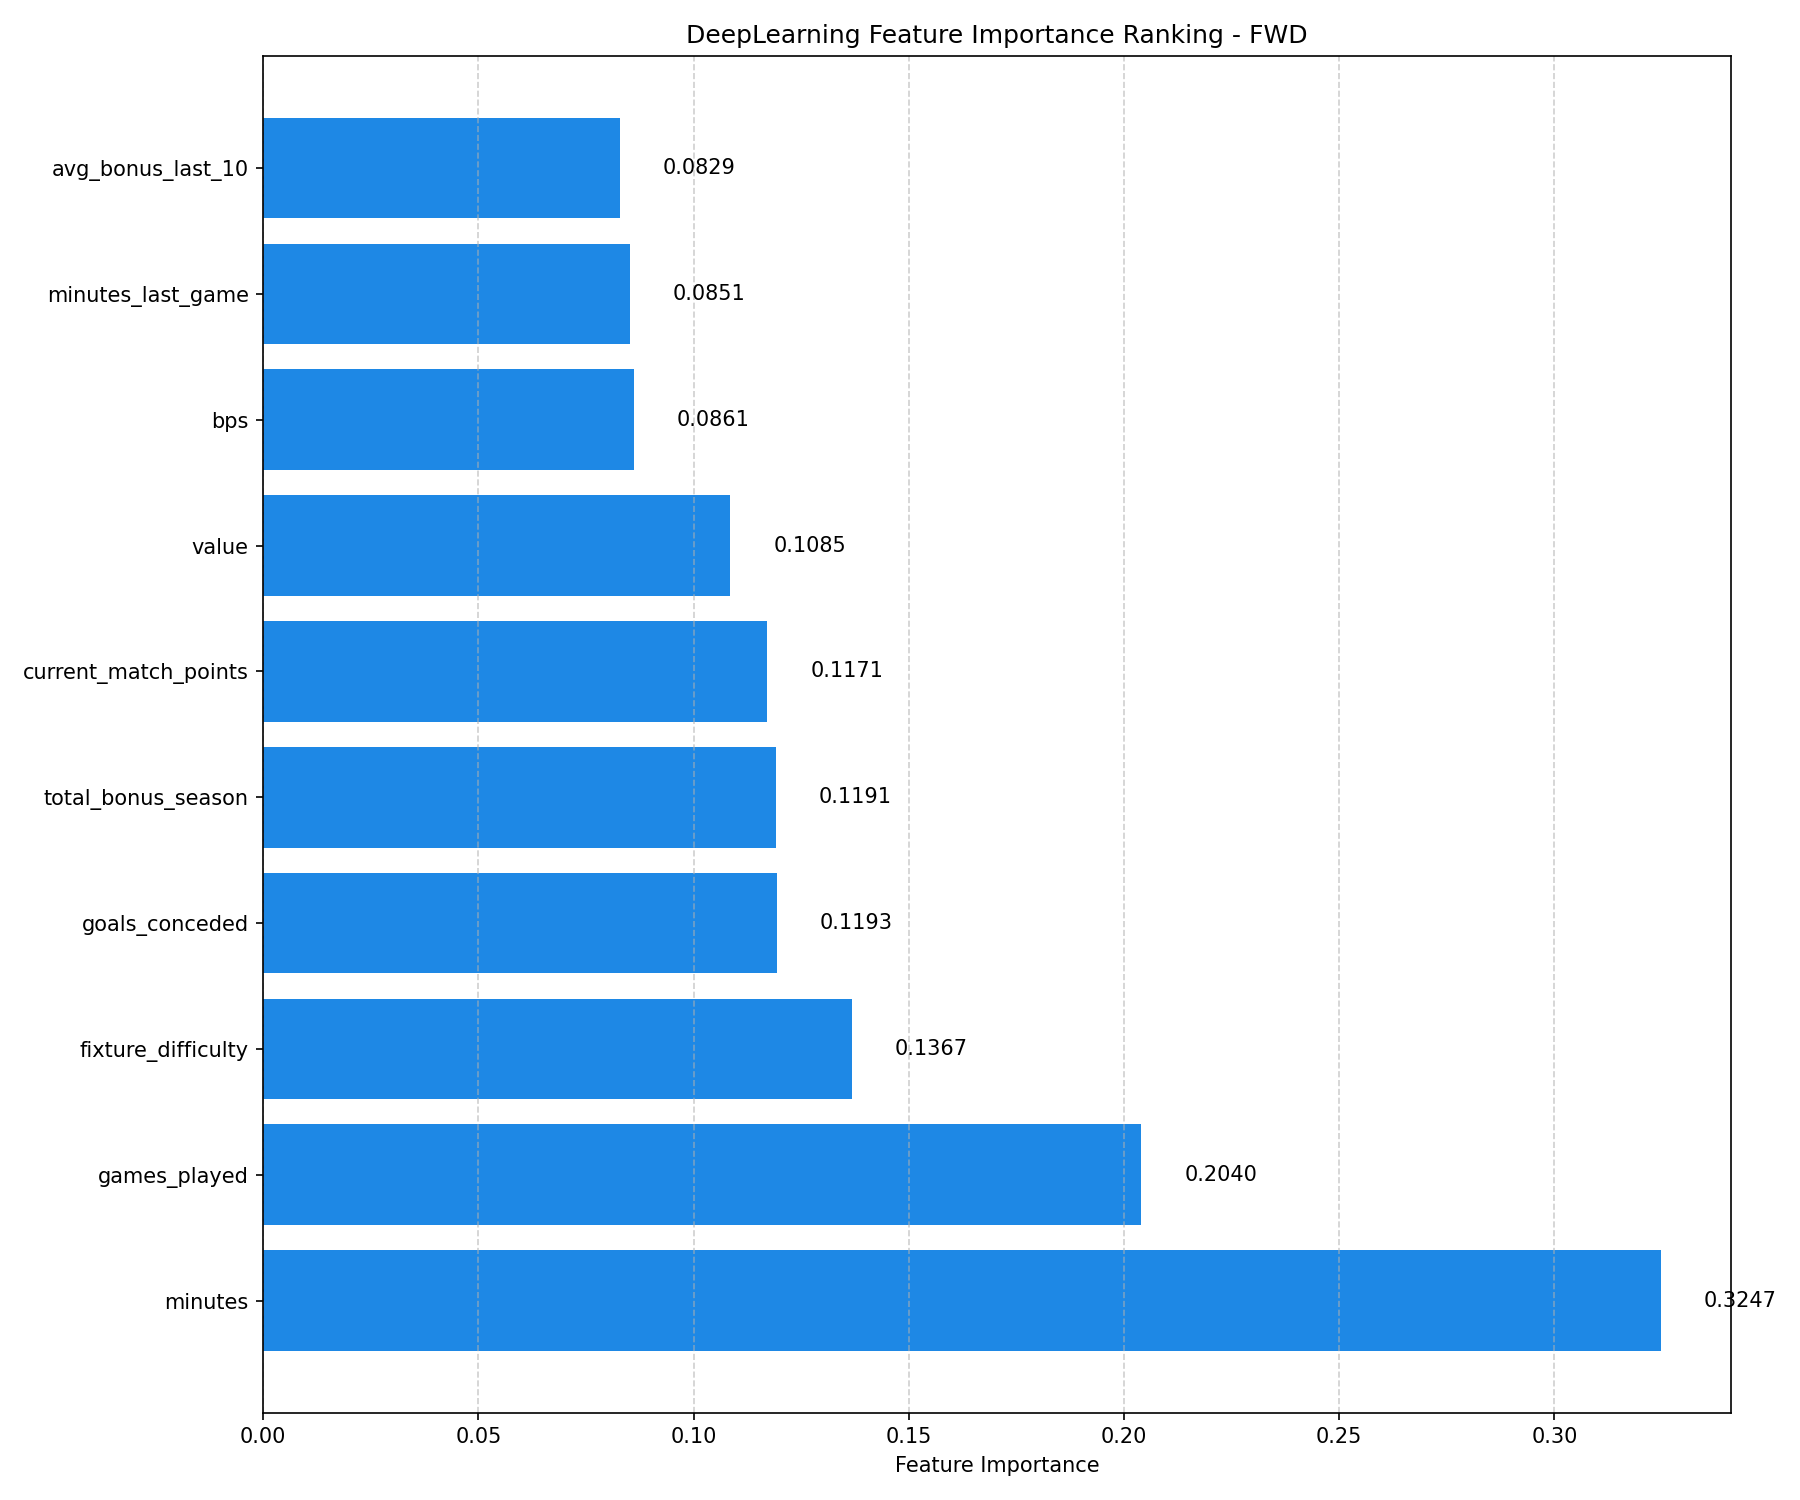 DeepLearning Feature Importance Ranking - FWD
avg_bonus_last_10 0.0829
minutes_last_game 0.0851
bps 0.0861
value 0.1085
current_match_points 0.1171
total_bonus_season 0.1191
goals_conceded 0.1193
fixture_difficulty 0.1367
games_played 0.2040
minutes 0.3247
0.00 0.05 0.10 0.15 0.20 0.25 0.30
Feature Importance